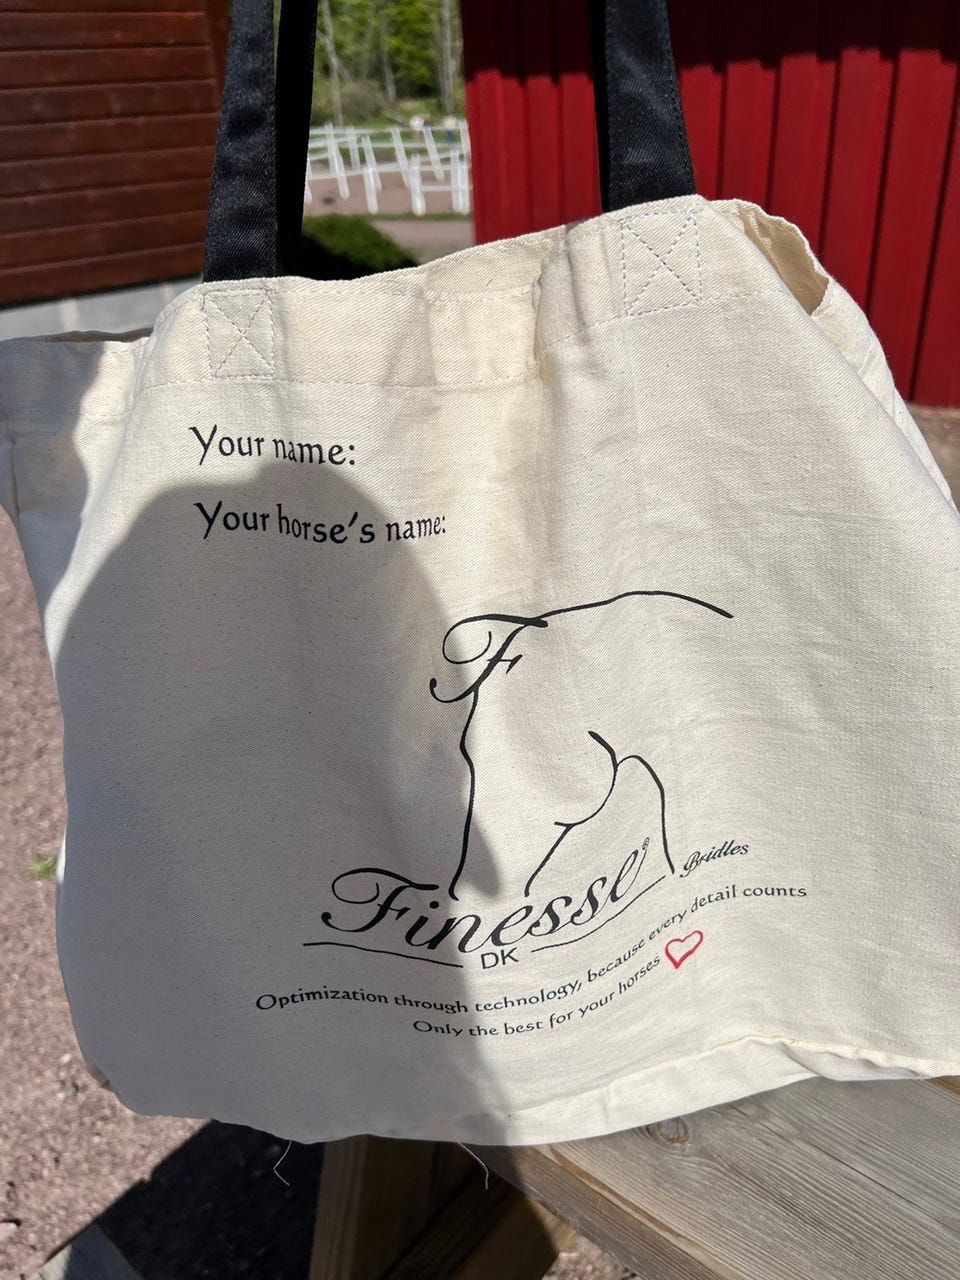 Your name:
Your horse's name:
F
Finesse® Bridles
DK
Optimization through technology, because every detail counts
Only the best for your horses